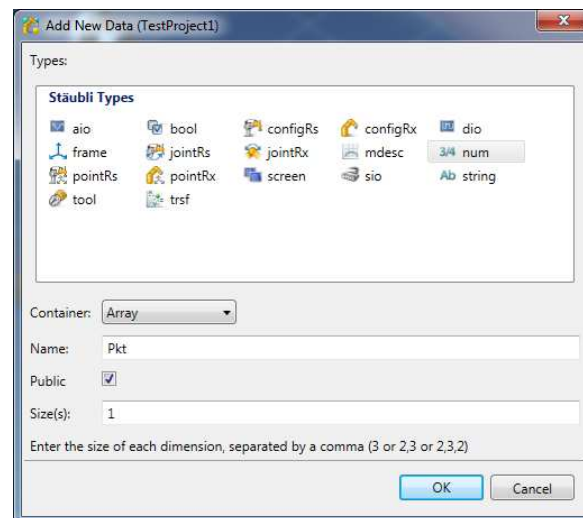 Add New Data (TestProject1)
Types:
Stäubli Types
aio bool configRs configRx dio
frame jointRs jointRx mdesc 3/4 num
pointRs pointRx screen sio Ab string
tool trsf
Container: Array
Name: Pkt
Public
Size(s): 1
Enter the size of each dimension, separated by a comma (3 or 2,3 or 2,3,2)
OK Cancel